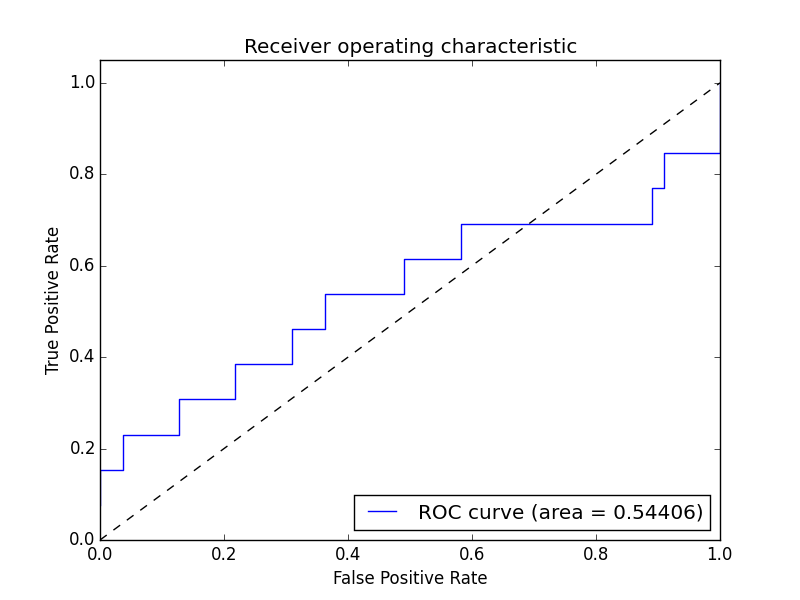 Receiver operating characteristic
1.0
0.8
0.6
0.4
0.2
0.0
True Positive Rate
ROC curve (area = 0.54406)
0.0 0.2 0.4 0.6 0.8 1.0
False Positive Rate